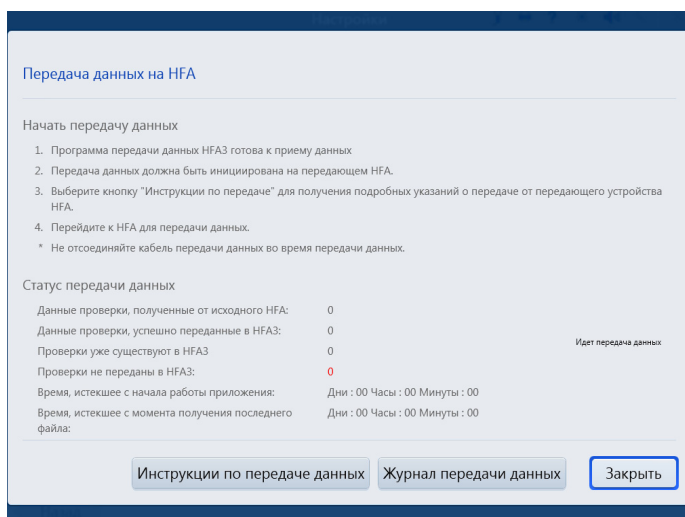 Настройки
Передача данных на HFA
Начать передачу данных
1. Программа передачи данных HFA3 готова к приему данных
2. Передача данных должна быть инициирована на передающем HFA.
3. Выберите кнопку "Инструкции по передаче" для получения подробных указаний о передаче от передающего устройства
HFA.
4. Перейдите к HFA для передачи данных.
* Не отсоединяйте кабель передачи данных во время передачи данных.
Статус передачи данных
Данные проверки, полученные от исходного HFA: 0
Данные проверки, успешно переданные в HFA3: 0
Идет передача данных
Проверки уже существуют в HFA3 0
Проверки не переданы в HFA3: 0
Время, истекшее с начала работы приложения: Дни : 00 Часы : 00 Минуты : 00
Время, истекшее с момента получения последнего Дни : 00 Часы : 00 Минуты : 00
файла:
Инструкции по передаче данных Журнал передачи данных Закрыть